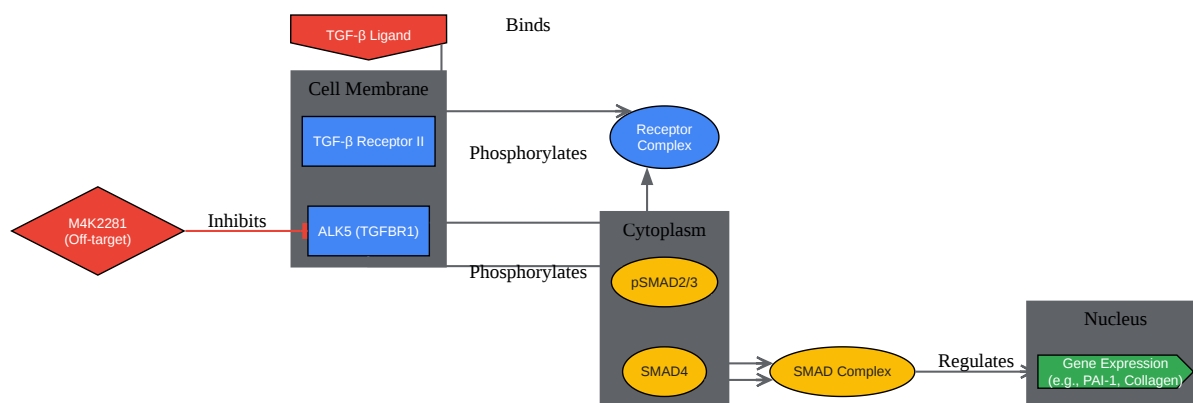 TGF-β Ligand
Binds
Cell Membrane
TGF-β Receptor II
Phosphorylates
Receptor
Complex
M4K2281
(Off-target)
Inhibits
ALK5 (TGFBR1)
Cytoplasm
Phosphorylates
pSMAD2/3
SMAD4
SMAD Complex
Regulates
Nucleus
Gene Expression
(e.g., PAI-1, Collagen)